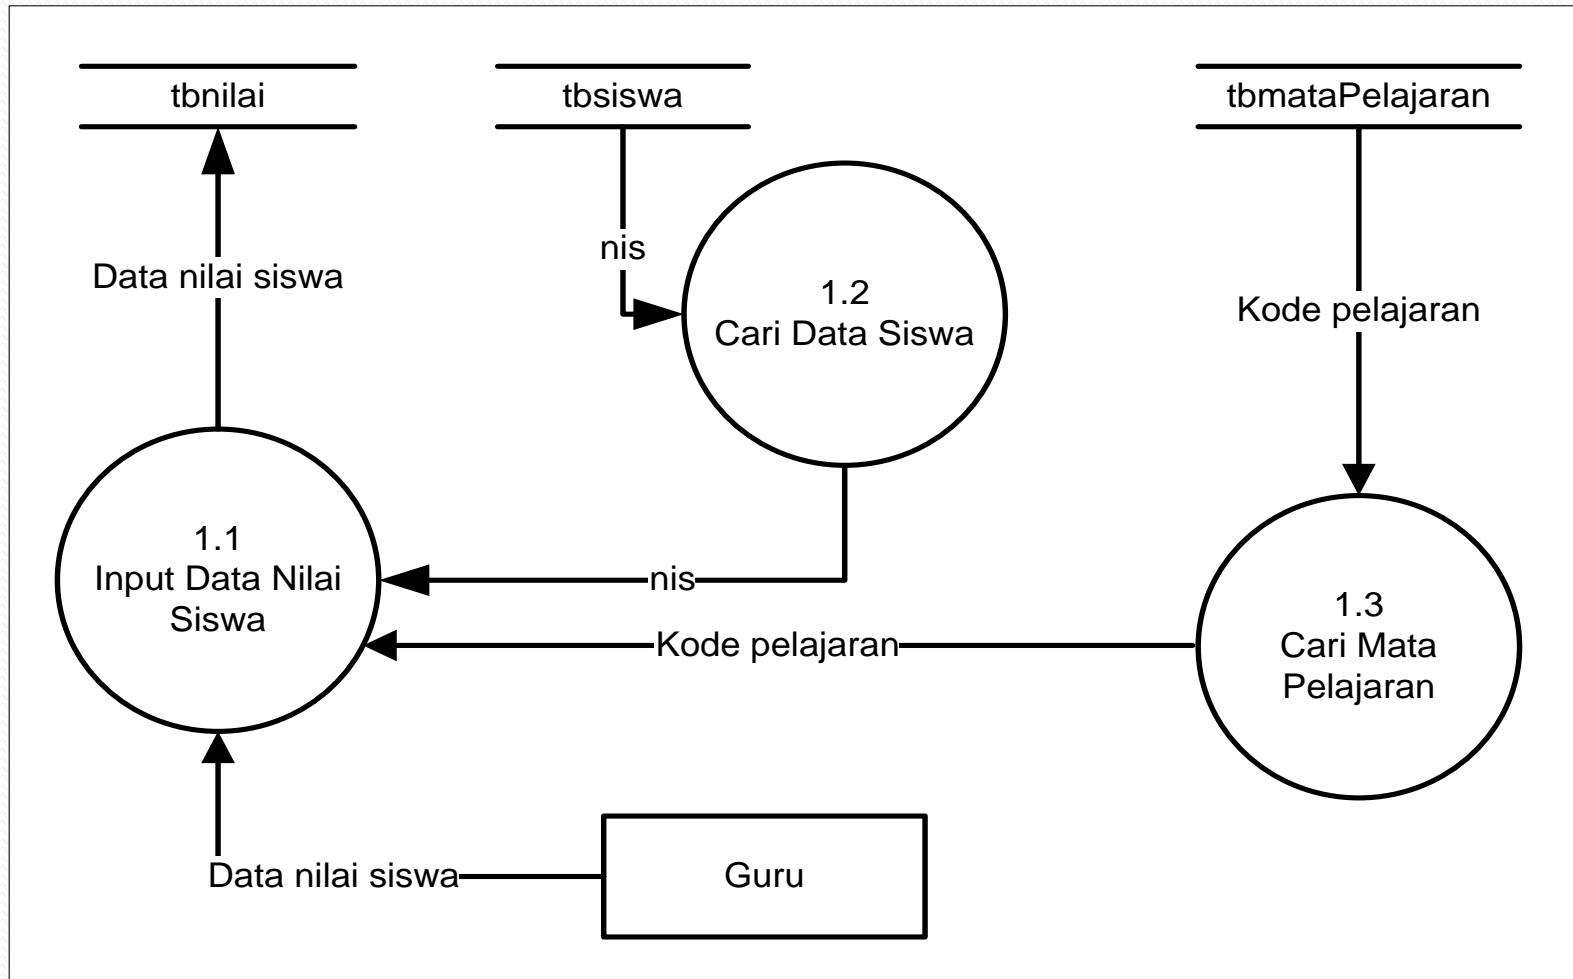 tbnilai
tbsiswa
tbmataPelajaran
nis
Data nilai siswa
1.2
Cari Data Siswa
Kode pelajaran
1.1
Input Data Nilai
Siswa
nis
Kode pelajaran
1.3
Cari Mata
Pelajaran
Data nilai siswa
Guru